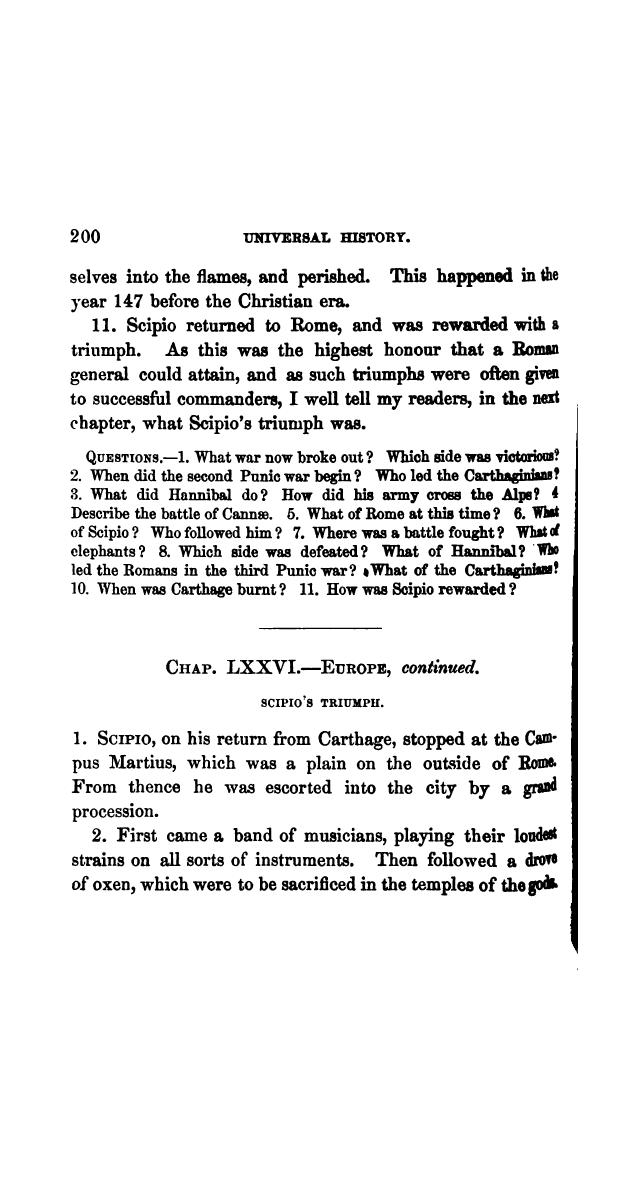 200 UNIVERSAL HISTORY.
selves into the flames, and perished. This happened in the
year 147 before the Christian era.
11. Scipio returned to Rome, and was rewarded with a
triumph. As this was the highest honour that a Roman
general could attain, and as such triumphs were often given
to successful commanders, I well tell my readers, in the next
chapter, what Scipio's triumph was.
QUESTIONS.—1. What war now broke out? Which side was victorious?
2. When did the second Punic war begin? Who led the Carthaginians?
3. What did Hannibal do? How did his army cross the Alps? 4
Describe the battle of Cannæ. 5. What of Rome at this time? 6. What
of Scipio? Who followed him? 7. Where was a battle fought? What of
elephants? 8. Which side was defeated? What of Hannibal? Who
led the Romans in the third Punic war? What of the Carthaginians?
10. When was Carthage burnt? 11. How was Scipio rewarded?
CHAP. LXXVI.—EUROPE, continued.
SCIPIO'S TRIUMPH.
1. SCIPIO, on his return from Carthage, stopped at the Cam-
pus Martius, which was a plain on the outside of Rome.
From thence he was escorted into the city by a grand
procession.
2. First came a band of musicians, playing their loudest
strains on all sorts of instruments. Then followed a drove
of oxen, which were to be sacrificed in the temples of the gods.